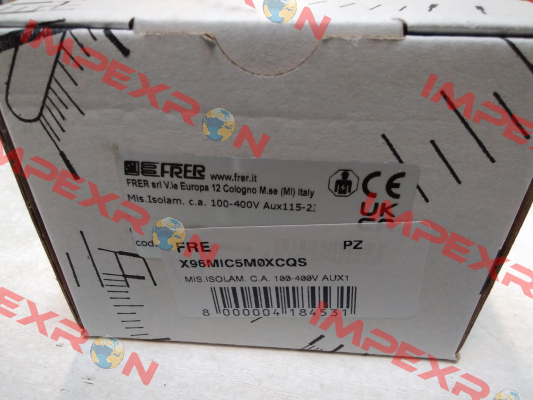 FRER www.frer.it
FRER srl V.le Europa 12 Cologno M.se (MI) Italy
Mis.Isolam. c.a. 100-400V Aux115-2
CE
UK
cod
FRE PZ
X96MIC5M0XCQS
MIS.ISOLAM. C.A. 100-400V AUX1
8 000004 184531
IMPEXRON
IMPEXRON
IMPEXRON
IMPEXRON
IMPEXRON